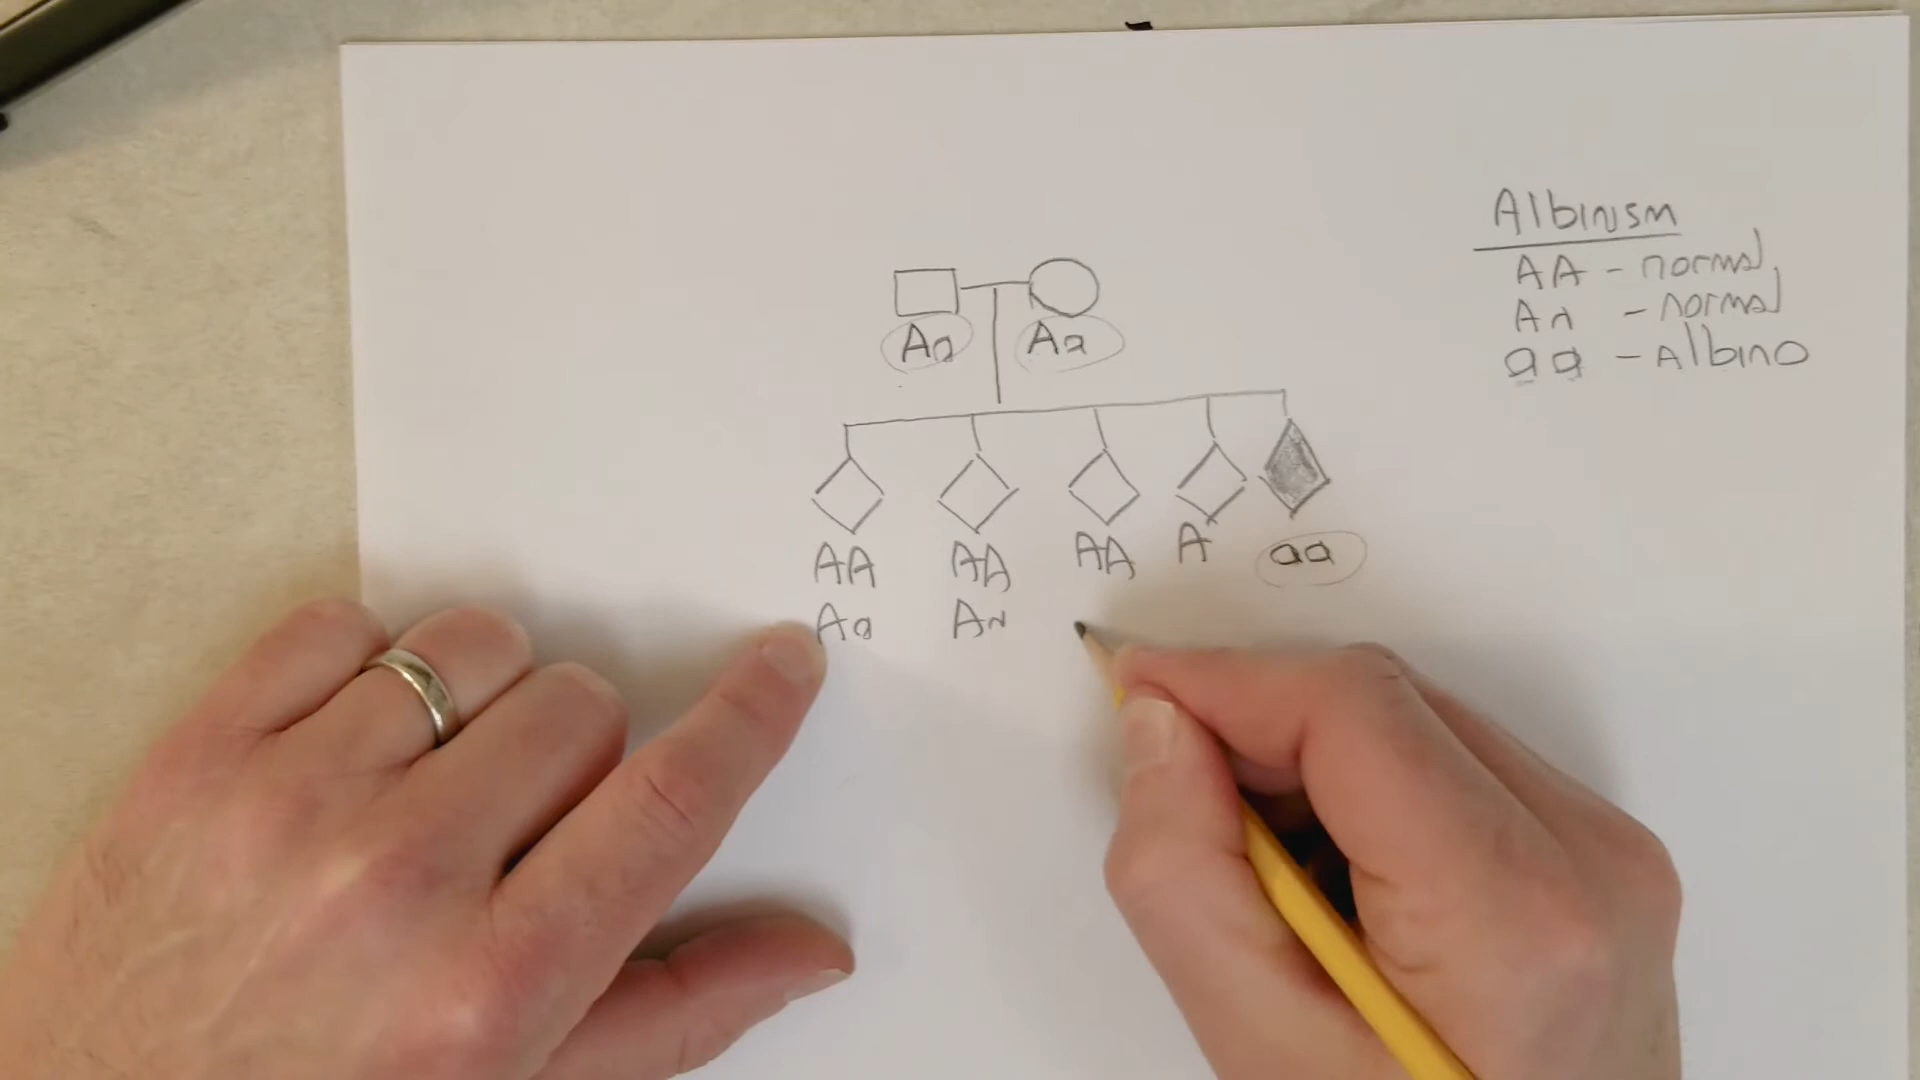 Albinism
AA - normal
Aa - normal
aa - Albino
Aa Aa
AA AA AA A aa
Aa Aa